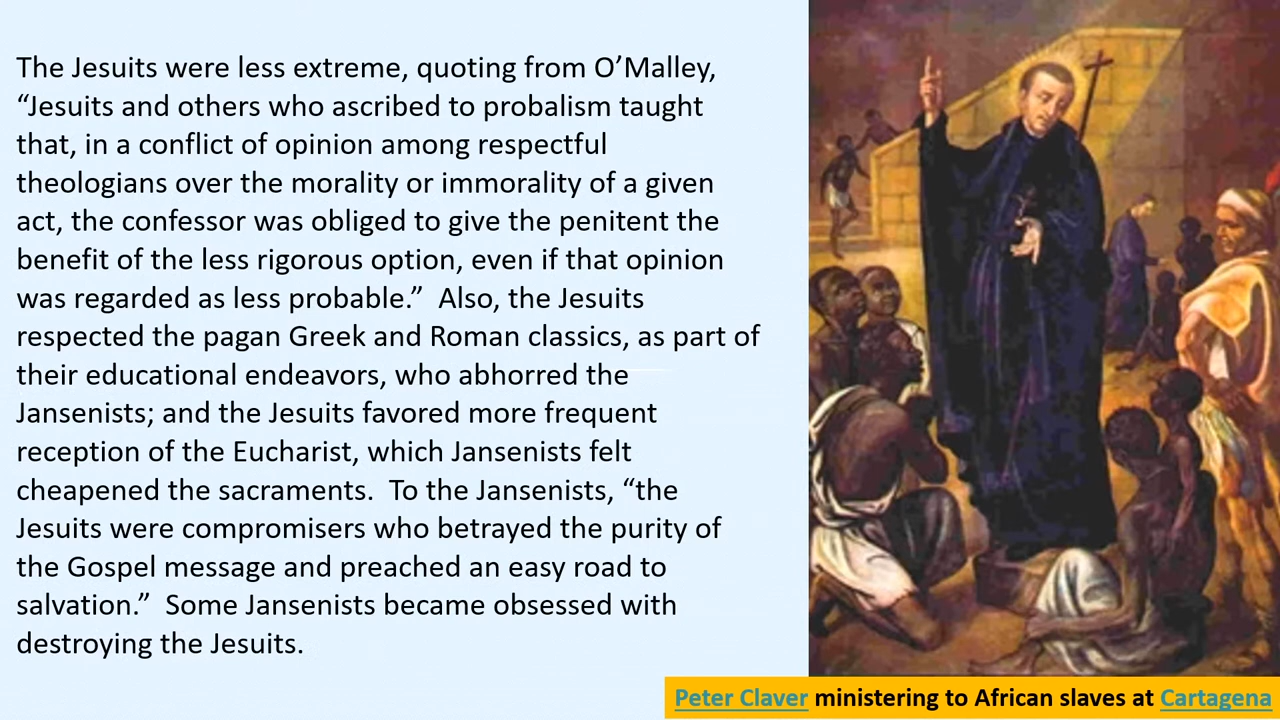 The Jesuits were less extreme, quoting from O’Malley,
“Jesuits and others who ascribed to probalism taught
that, in a conflict of opinion among respectful
theologians over the morality or immorality of a given
act, the confessor was obliged to give the penitent the
benefit of the less rigorous option, even if that opinion
was regarded as less probable.”  Also, the Jesuits
respected the pagan Greek and Roman classics, as part of
their educational endeavors, who abhorred the
Jansenists; and the Jesuits favored more frequent
reception of the Eucharist, which Jansenists felt
cheapened the sacraments.  To the Jansenists, “the
Jesuits were compromisers who betrayed the purity of
the Gospel message and preached an easy road to
salvation.”  Some Jansenists became obsessed with
destroying the Jesuits.
Peter Claver ministering to African slaves at Cartagena